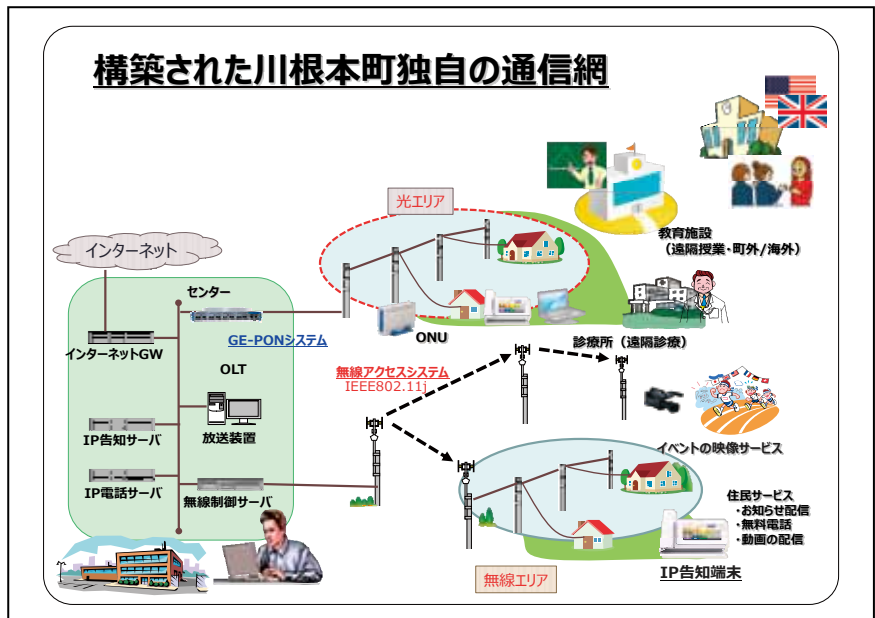 構築された川根本町独自の通信網
光エリア
インターネット
教育施設
（遠隔授業・町外/海外）
センター
GE-PONシステム
ONU
診療所（遠隔診療）
インターネットGW
OLT
無線アクセスシステム
IEEE802.11j
IP告知サーバ
放送装置
イベントの映像サービス
IP電話サーバ
無線制御サーバ
住民サービス
・お知らせ配信
・無料電話
・動画の配信
IP告知端末
無線エリア